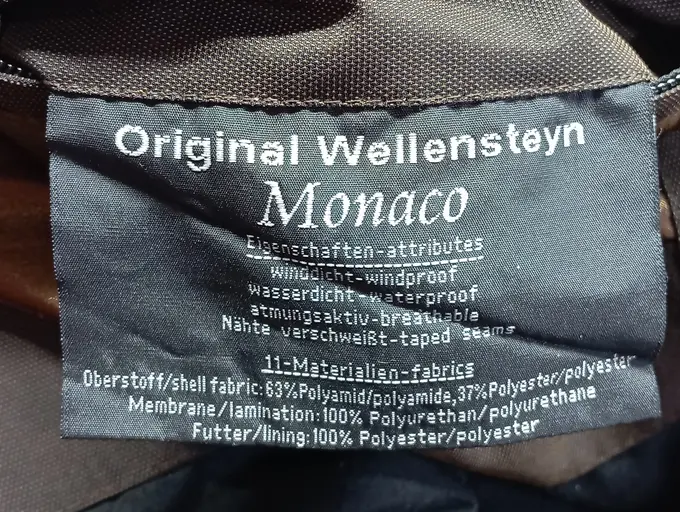 Original Wellensteyn
Monaco
Eigenschaften-attributes
winddicht-windproof
wasserdicht-waterproof
atmungsaktiv-breathable
Nähte verschweißt-taped seams
11-Materialien-fabrics
Oberstoff/shell fabric:63%Polyamid/polyamide,37%Polyester/polyester
Membrane/lamination:100% Polyurethan/polyurethane
Futter/lining:100% Polyester/polyester